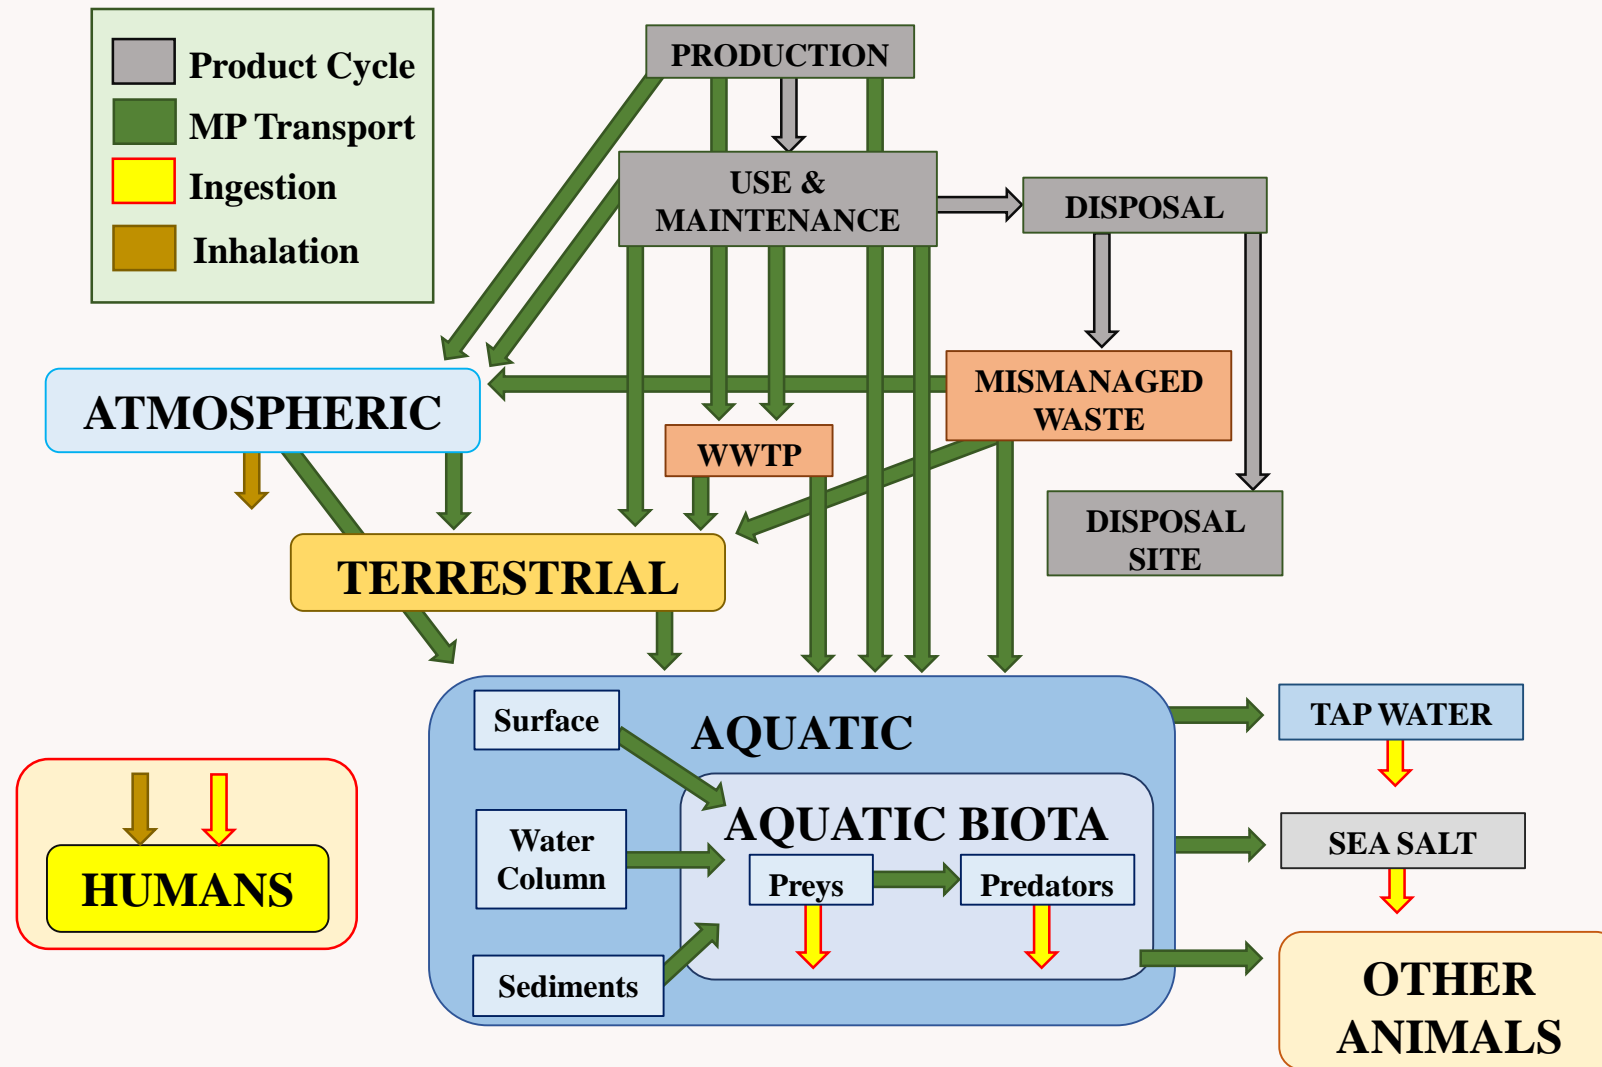 Product Cycle
MP Transport
Ingestion
Inhalation
PRODUCTION
USE &
MAINTENANCE
DISPOSAL
MISMANAGED
WASTE
ATMOSPHERIC
WWTP
DISPOSAL
SITE
TERRESTRIAL
Surface
AQUATIC
TAP WATER
Water
Column
AQUATIC BIOTA
SEA SALT
Preys
Predators
HUMANS
Sediments
OTHER
ANIMALS